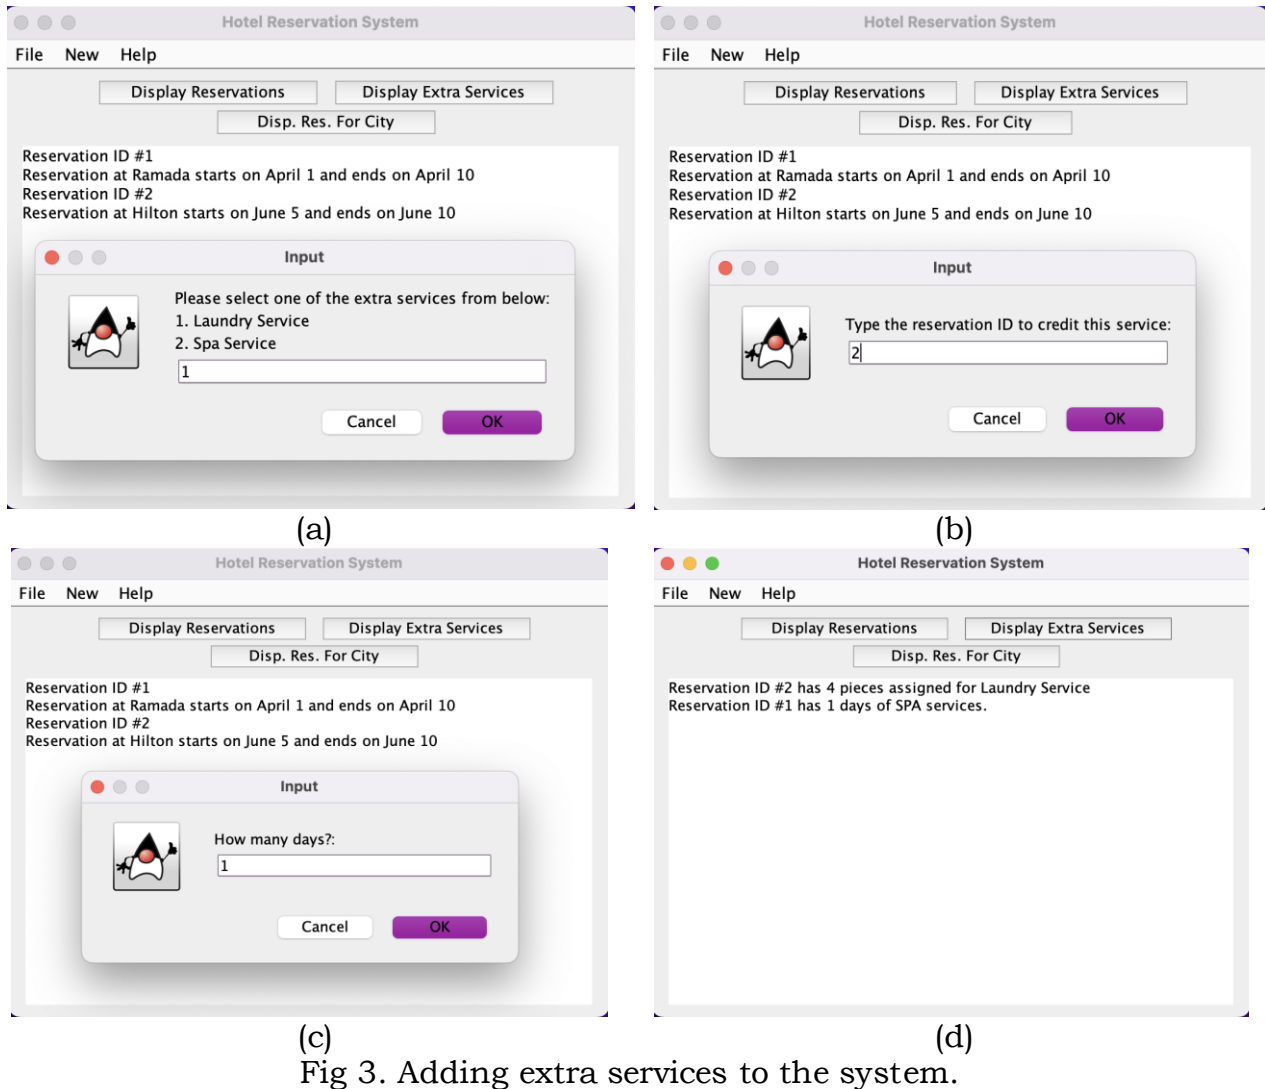 Hotel Reservation System
File New Help
Display Reservations Display Extra Services
Disp. Res. For City
Reservation ID #1
Reservation at Ramada starts on April 1 and ends on April 10
Reservation ID #2
Reservation at Hilton starts on June 5 and ends on June 10
Input
Please select one of the extra services from below:
1. Laundry Service
2. Spa Service
1
Cancel OK
(a)
Hotel Reservation System
File New Help
Display Reservations Display Extra Services
Disp. Res. For City
Reservation ID #1
Reservation at Ramada starts on April 1 and ends on April 10
Reservation ID #2
Reservation at Hilton starts on June 5 and ends on June 10
Input
Type the reservation ID to credit this service:
2
Cancel OK
(b)
Hotel Reservation System
File New Help
Display Reservations Display Extra Services
Disp. Res. For City
Reservation ID #1
Reservation at Ramada starts on April 1 and ends on April 10
Reservation ID #2
Reservation at Hilton starts on June 5 and ends on June 10
Input
How many days?:
1
Cancel OK
(c)
Hotel Reservation System
File New Help
Display Reservations Display Extra Services
Disp. Res. For City
Reservation ID #2 has 4 pieces assigned for Laundry Service
Reservation ID #1 has 1 days of SPA services.
(d)
Fig 3. Adding extra services to the system.